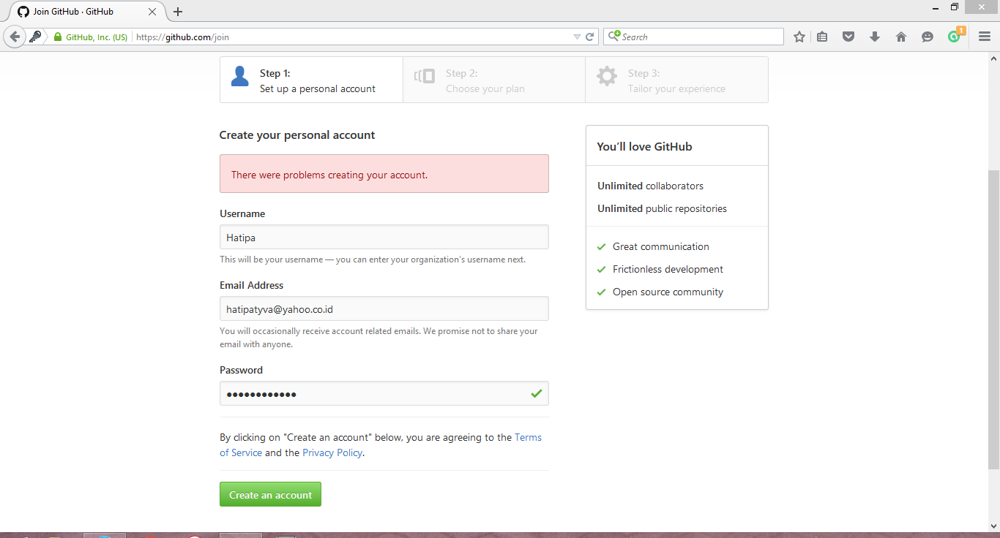 Join GitHub · GitHub
GitHub, Inc. (US)
https://github.com/join
Search
1
Step 1:
Set up a personal account
Step 2:
Choose your plan
Step 3:
Tailor your experience
Create your personal account
There were problems creating your account.
Username
Hatipa
This will be your username — you can enter your organization's username next.
Email Address
hatipatyva@yahoo.co.id
You will occasionally receive account related emails. We promise not to share your
email with anyone.
Password
••••••••••••
By clicking on "Create an account" below, you are agreeing to the Terms
of Service and the Privacy Policy.
Create an account
You'll love GitHub
Unlimited collaborators
Unlimited public repositories
Great communication
Frictionless development
Open source community